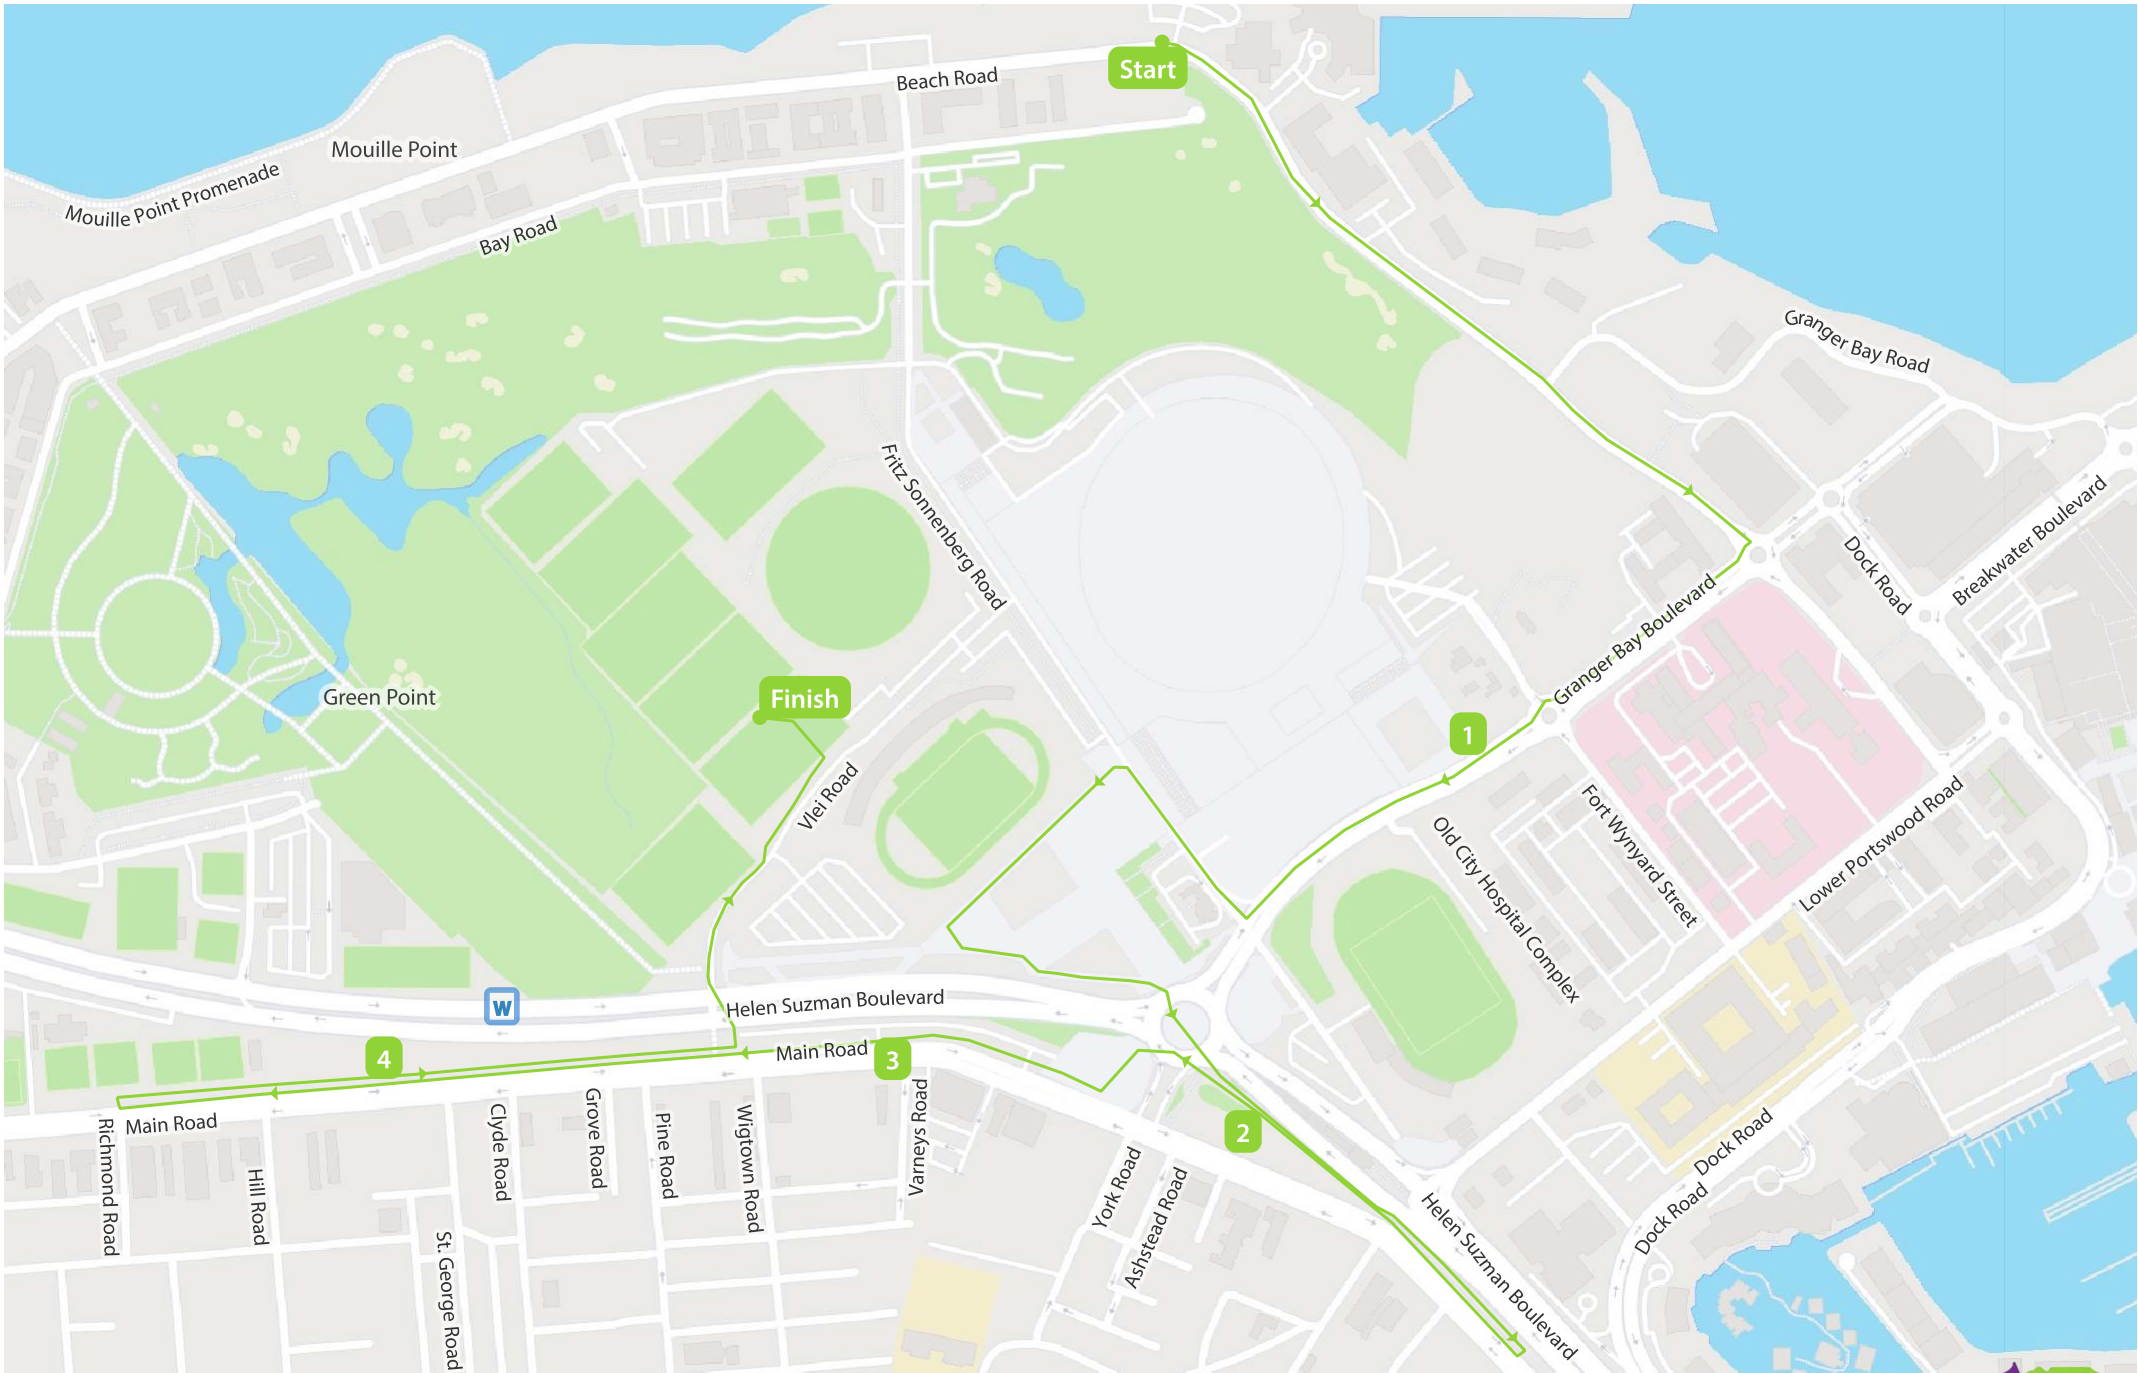 Start
Beach Road
Mouille Point
Mouille Point Promenade
Bay Road
Granger Bay Road
Fritz Sonnenberg Road
Breakwater Boulevard
Dock Road
Granger Bay Boulevard
Green Point
Finish
1
Vlei Road
Fort Wynyard Street
Old City Hospital Complex
Lower Portswood Road
W
Helen Suzman Boulevard
Main Road
3
4
2
Main Road
Richmond Road
Hill Road
St. George Road
Clyde Road
Grove Road
Pine Road
Wigtown Road
Varneys Road
York Road
Ashstead Road
Dock Road
Dock Road
Helen Suzman Boulevard